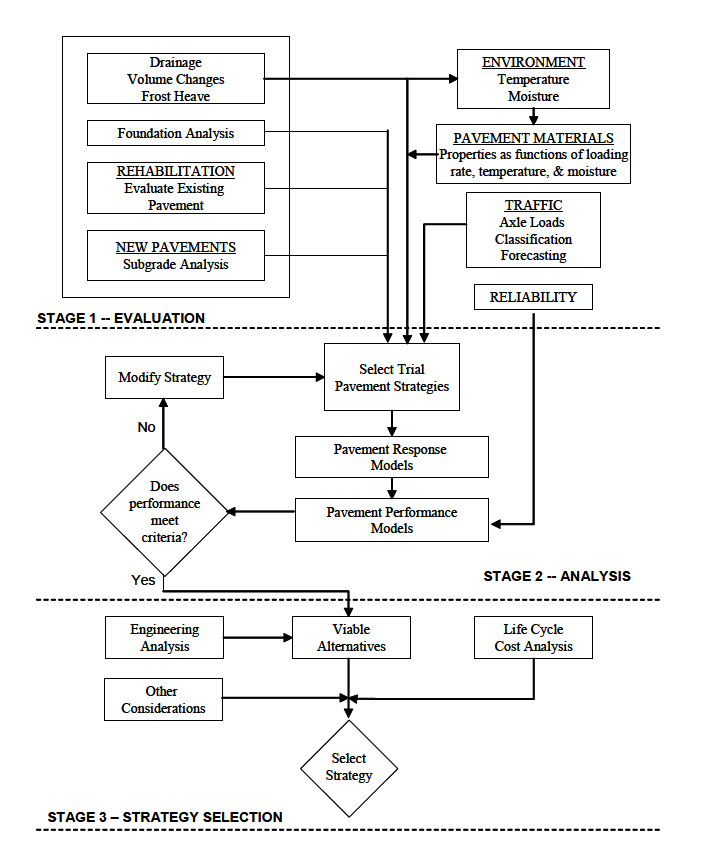 Drainage
Volume Changes
Frost Heave
ENVIRONMENT
Temperature
Moisture
Foundation Analysis
PAVEMENT MATERIALS
Properties as functions of loading
rate, temperature, & moisture
REHABILITATION
Evaluate Existing
Pavement
TRAFFIC
Axle Loads
Classification
Forecasting
NEW PAVEMENTS
Subgrade Analysis
RELIABILITY
STAGE 1 -- EVALUATION
Modify Strategy
Select Trial
Pavement Strategies
No
Pavement Response
Models
Does
performance
meet
criteria?
Pavement Performance
Models
Yes
STAGE 2 -- ANALYSIS
Engineering
Analysis
Viable
Alternatives
Life Cycle
Cost Analysis
Other
Considerations
Select
Strategy
STAGE 3 – STRATEGY SELECTION